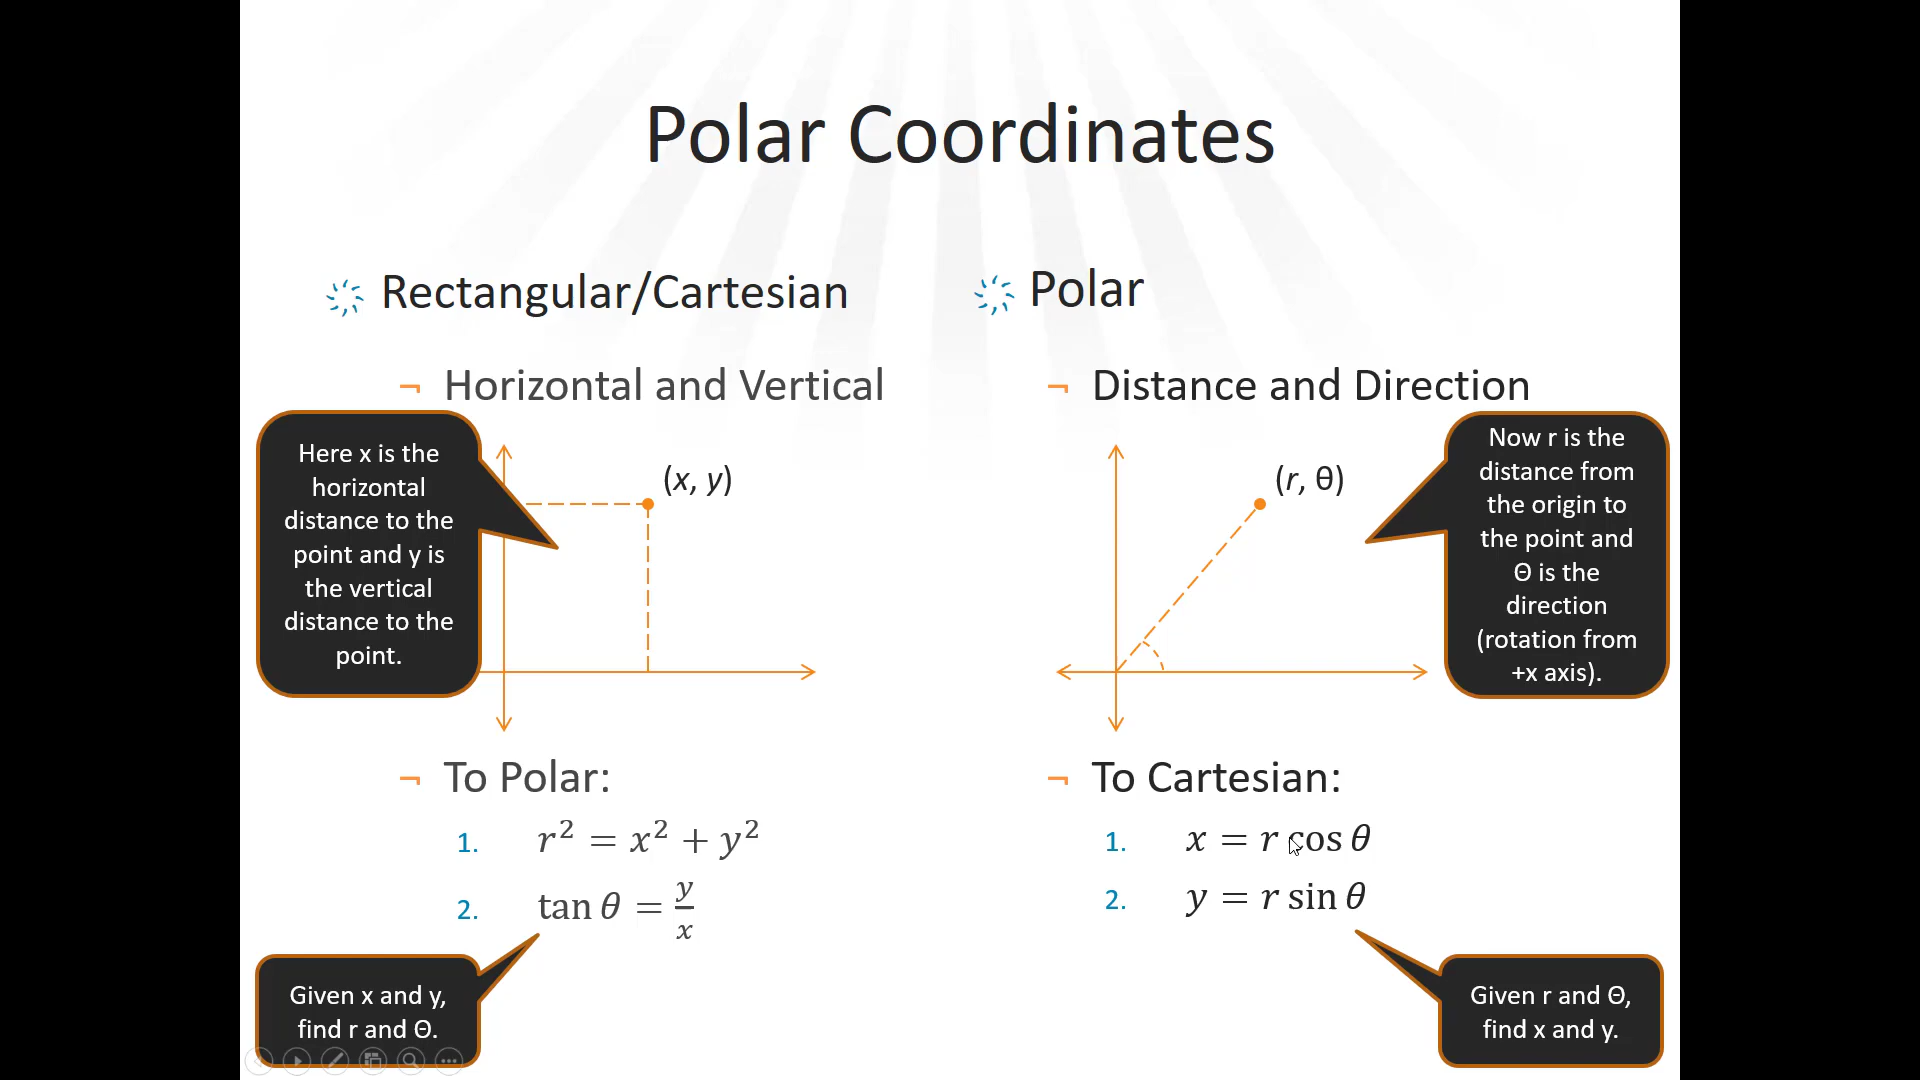 Polar Coordinates
Rectangular/Cartesian
¬ Horizontal and Vertical
Here x is the
horizontal
distance to the
point and y is
the vertical
distance to the
point.
(x, y)
¬ To Polar:
1. r² = x² + y²
2. tan θ = y/x
Given x and y,
find r and Θ.
Polar
¬ Distance and Direction
(r, θ)
Now r is the
distance from
the origin to
the point and
Θ is the
direction
(rotation from
+x axis).
¬ To Cartesian:
1. x = r cos θ
2. y = r sin θ
Given r and Θ,
find x and y.